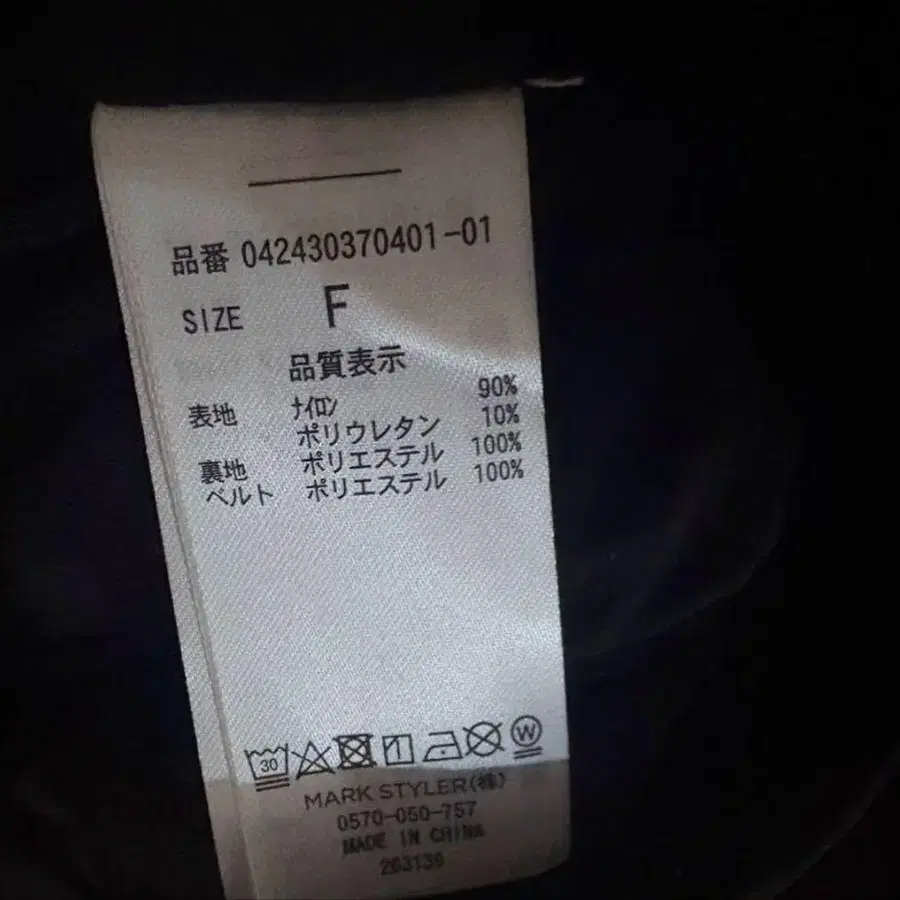 品番 042430370401-01
SIZE F
品質表示
表地 ナイロン 90%
ポリウレタン 10%
裏地 ポリエステル 100%
ベルト ポリエステル 100%
30
W
MARK STYLER(株)
0570-050-757
MADE IN CHINA
263139